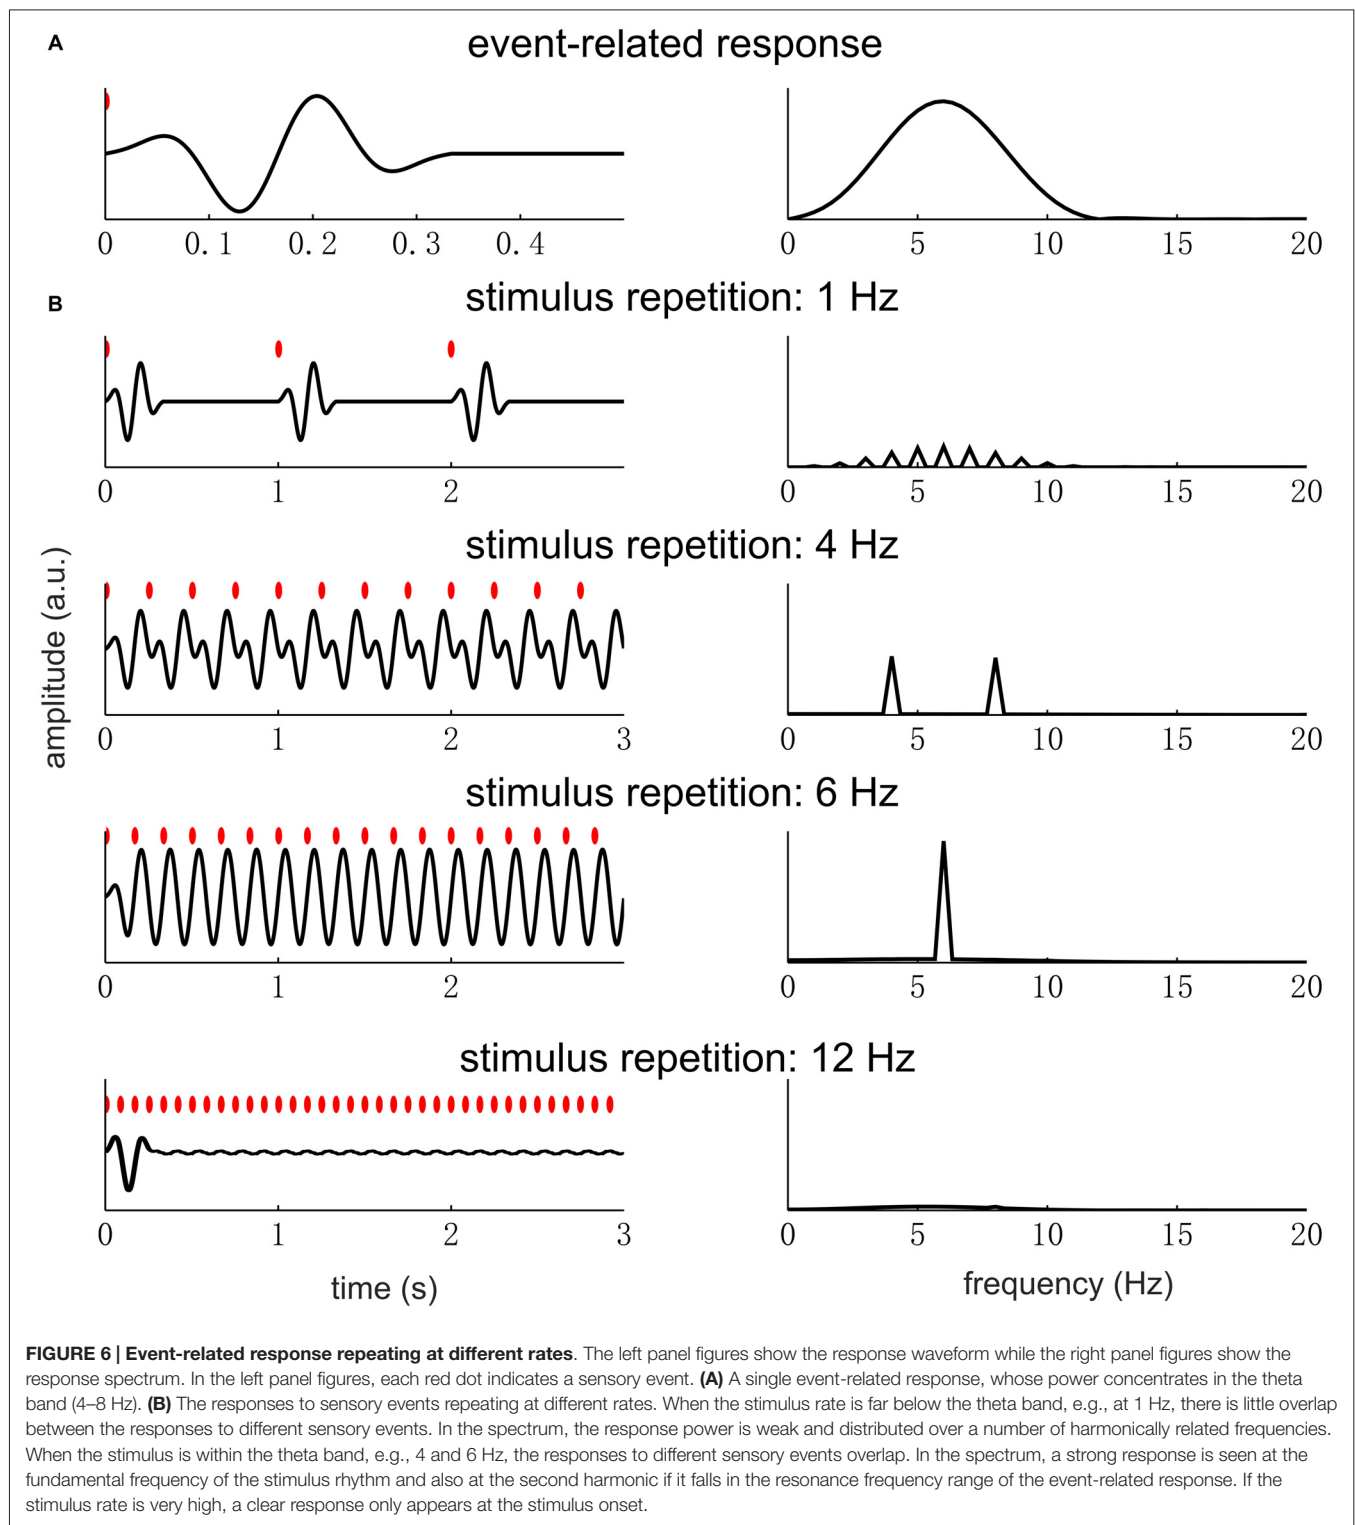 A
event-related response
0 0.1 0.2 0.3 0.4
0 5 10 15 20
B
stimulus repetition: 1 Hz
0 1 2
0 5 10 15 20
stimulus repetition: 4 Hz
0 1 2 3
0 5 10 15 20
amplitude (a.u.)
stimulus repetition: 6 Hz
0 1 2
0 5 10 15 20
stimulus repetition: 12 Hz
0 1 2 3
0 5 10 15 20
time (s)
frequency (Hz)
FIGURE 6 | Event-related response repeating at different rates. The left panel figures show the response waveform while the right panel figures show the
response spectrum. In the left panel figures, each red dot indicates a sensory event. (A) A single event-related response, whose power concentrates in the theta
band (4–8 Hz). (B) The responses to sensory events repeating at different rates. When the stimulus rate is far below the theta band, e.g., at 1 Hz, there is little overlap
between the responses to different sensory events. In the spectrum, the response power is weak and distributed over a number of harmonically related frequencies.
When the stimulus is within the theta band, e.g., 4 and 6 Hz, the responses to different sensory events overlap. In the spectrum, a strong response is seen at the
fundamental frequency of the stimulus rhythm and also at the second harmonic if it falls in the resonance frequency range of the event-related response. If the
stimulus rate is very high, a clear response only appears at the stimulus onset.